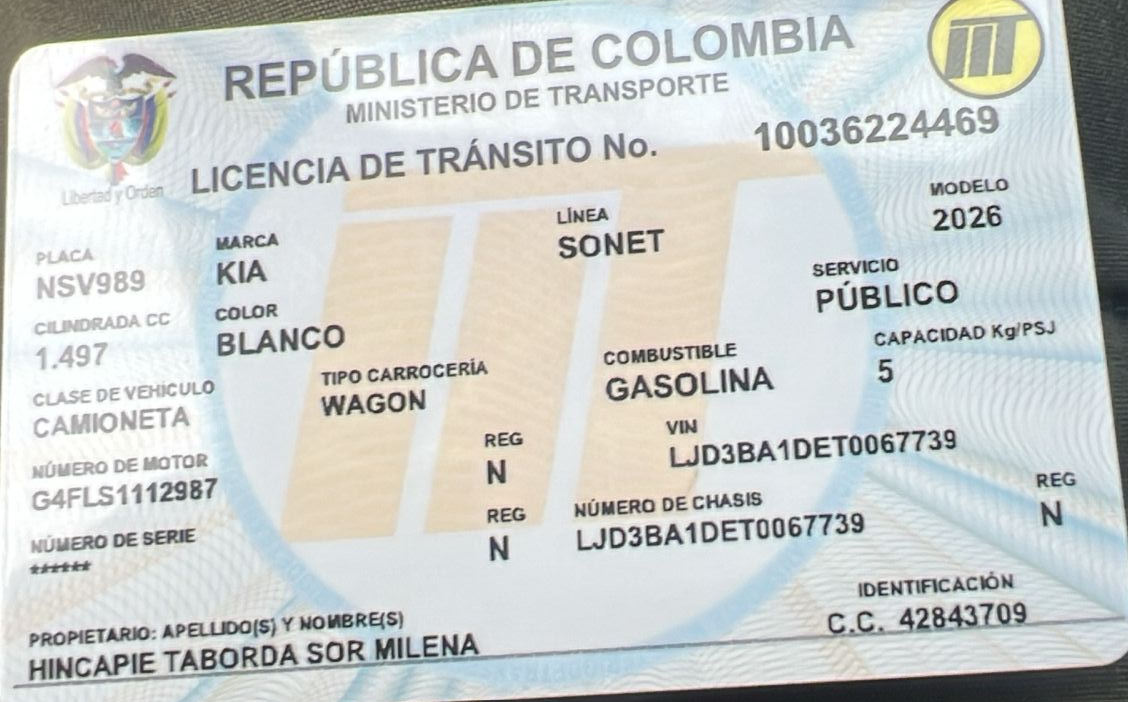 REPÚBLICA DE COLOMBIA
MINISTERIO DE TRANSPORTE
Libertad y Orden
LICENCIA DE TRÁNSITO No. 10036224469
PLACA MARCA LÍNEA MODELO
NSV989 KIA SONET 2026
CILINDRADA CC COLOR SERVICIO
1.497 BLANCO PÚBLICO
CLASE DE VEHÍCULO TIPO CARROCERÍA COMBUSTIBLE CAPACIDAD Kg/PSJ
CAMIONETA WAGON GASOLINA 5
NÚMERO DE MOTOR REG VIN
G4FLS1112987 N LJD3BA1DET0067739
NÚMERO DE SERIE REG NÚMERO DE CHASIS REG
****** N LJD3BA1DET0067739 N
PROPIETARIO: APELLIDO(S) Y NOMBRE(S) IDENTIFICACIÓN
HINCAPIE TABORDA SOR MILENA C.C. 42843709